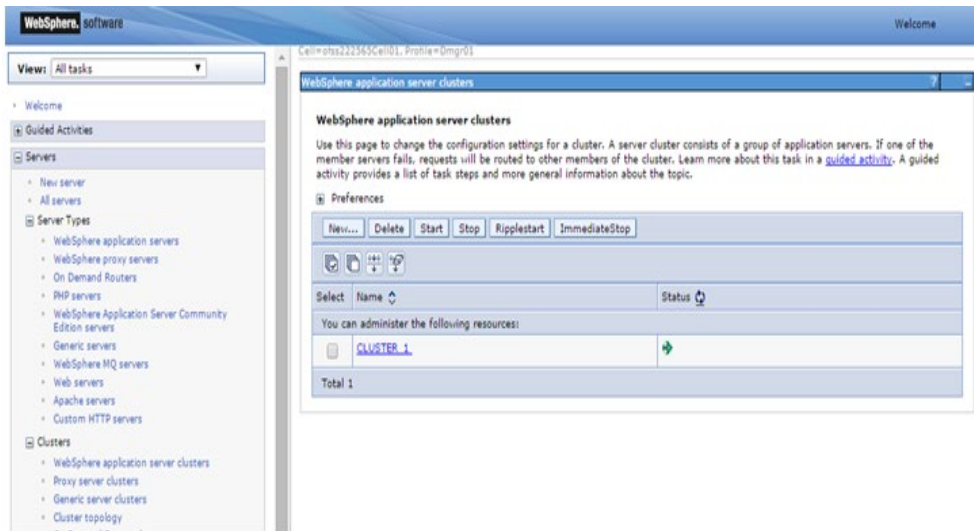 WebSphere. software
Welcome
View: All tasks
Welcome
Guided Activities
Servers
New server
All servers
Server Types
WebSphere application servers
WebSphere proxy servers
On Demand Routers
PHP servers
WebSphere Application Server Community
Edition servers
Generic servers
WebSphere MQ servers
Web servers
Apache servers
Custom HTTP servers
Clusters
WebSphere application server clusters
Proxy server clusters
Generic server clusters
Cluster topology
Cell=ofss222565Cell01, Profile=Dmgr01
WebSphere application server clusters
?
WebSphere application server clusters
Use this page to change the configuration settings for a cluster. A server cluster consists of a group of application servers. If one of the
member servers fails, requests will be routed to other members of the cluster. Learn more about this task in a guided activity. A guided
activity provides a list of task steps and more general information about the topic.
Preferences
New... Delete Start Stop Ripplestart ImmediateStop
Select Name Status
You can administer the following resources:
CLUSTER_1
Total 1